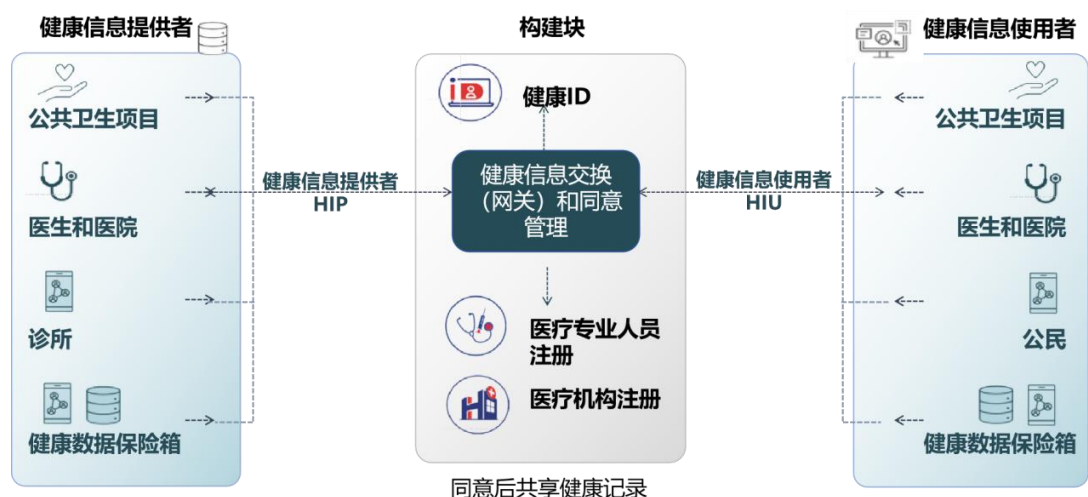 健康信息提供者
公共卫生项目
医生和医院
诊所
健康数据保险箱
健康信息提供者
HIP
构建块
iD
健康ID
健康信息交换
（网关）和同意
管理
医疗专业人员
注册
医疗机构注册
同意后共享健康记录
健康信息使用者
HIU
健康信息使用者
公共卫生项目
医生和医院
公民
健康数据保险箱